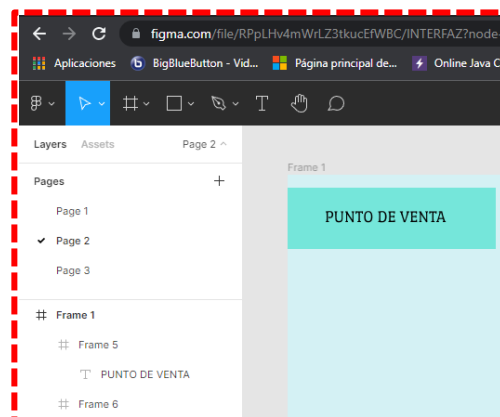 figma.com/file/RPpLHv4mWrLZ3tkucEfWBC/INTERFAZ?node-
Aplicaciones BigBlueButton - Vid... Página principal de... Online Java C
Layers Assets Page 2
Frame 1
Pages
Page 1
PUNTO DE VENTA
Page 2
Page 3
Frame 1
Frame 5
PUNTO DE VENTA
Frame 6